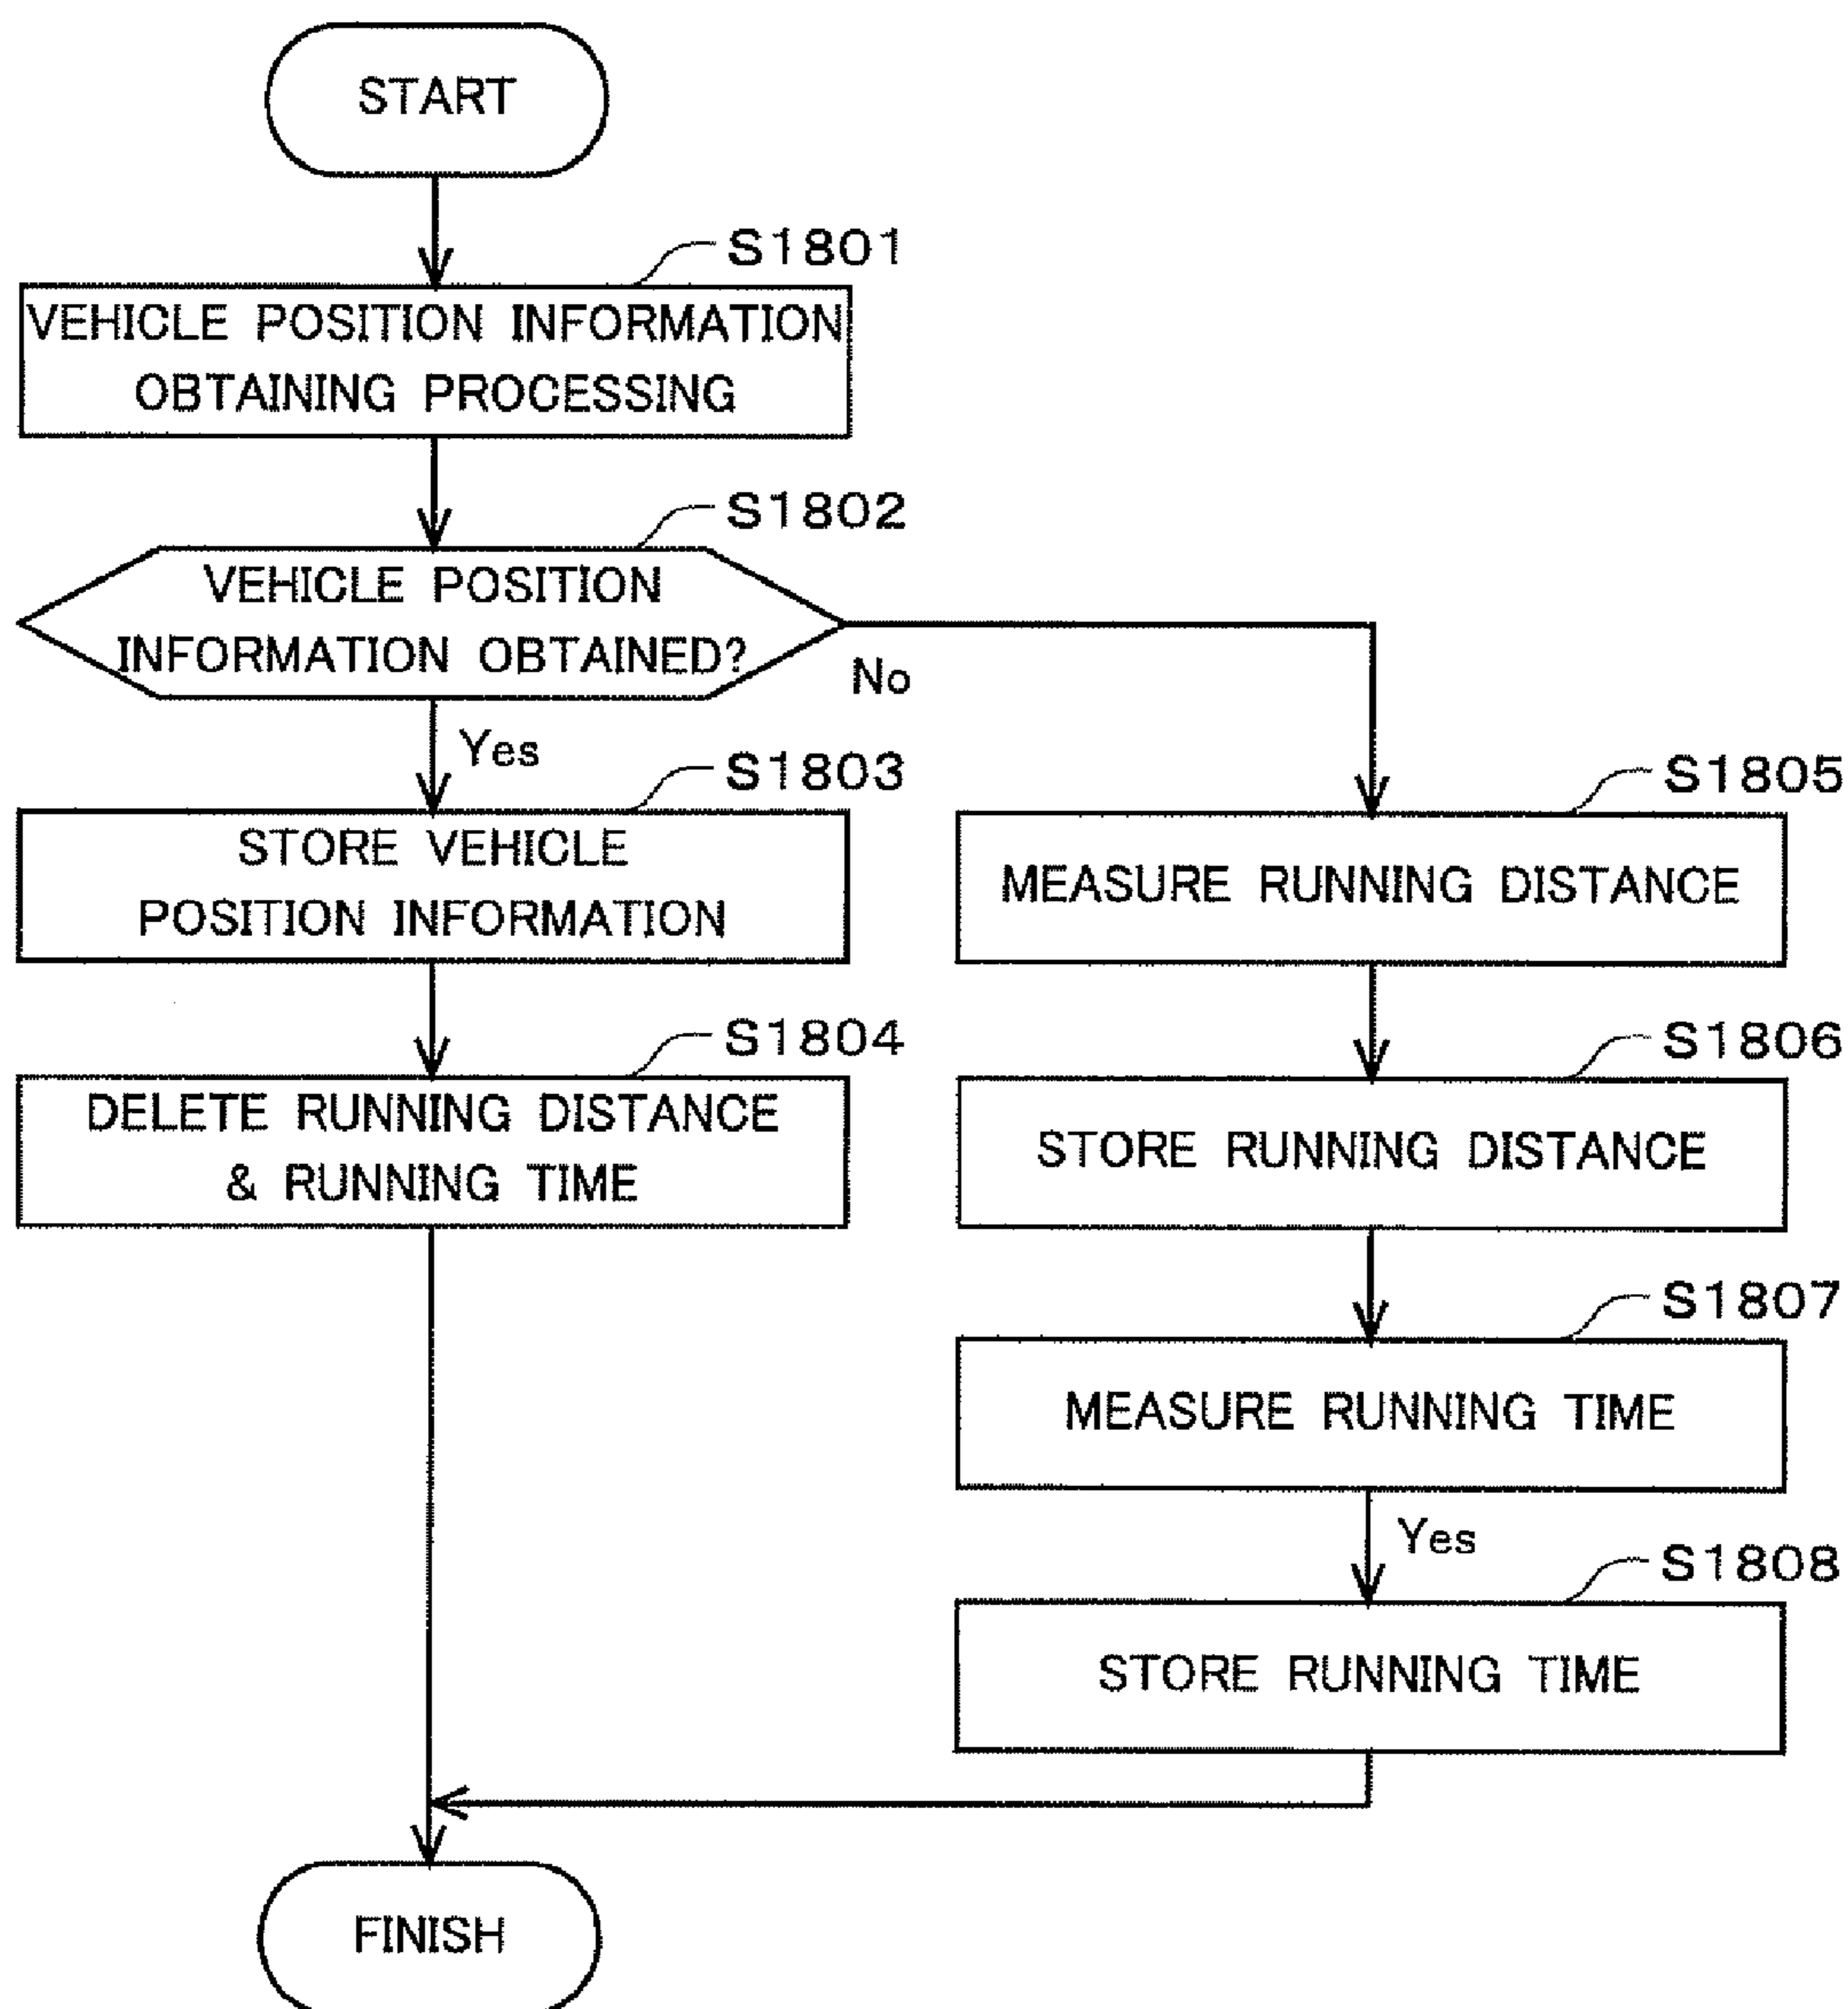 START
S1801
VEHICLE POSITION INFORMATION
OBTAINING PROCESSING
S1802
VEHICLE POSITION
INFORMATION OBTAINED?
No
Yes
S1803
STORE VEHICLE
POSITION INFORMATION
S1804
DELETE RUNNING DISTANCE
& RUNNING TIME
S1805
MEASURE RUNNING DISTANCE
S1806
STORE RUNNING DISTANCE
S1807
MEASURE RUNNING TIME
Yes
S1808
STORE RUNNING TIME
FINISH